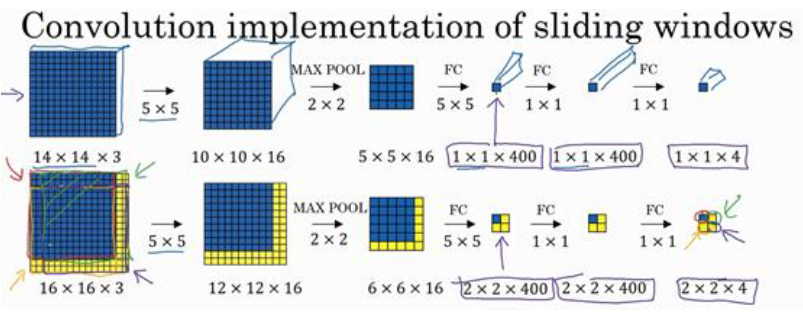 Convolution implementation of sliding windows
MAX POOL FC FC FC
5 × 5 2 × 2 5 × 5 1 × 1 1 × 1
14 × 14 × 3 10 × 10 × 16 5 × 5 × 16 1 × 1 × 400 1 × 1 × 400 1 × 1 × 4
MAX POOL FC FC FC
5 × 5 2 × 2 5 × 5 1 × 1 1 × 1
16 × 16 × 3 12 × 12 × 16 6 × 6 × 16 2 × 2 × 400 2 × 2 × 400 2 × 2 × 4